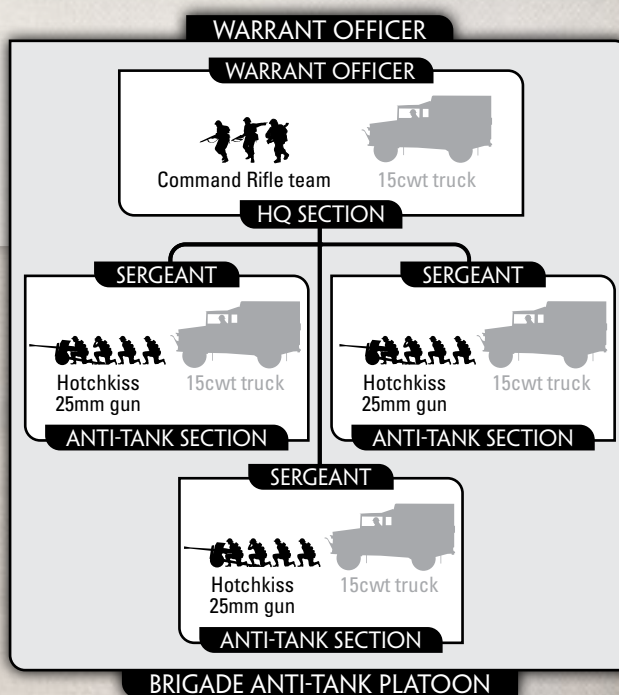 WARRANT OFFICER
WARRANT OFFICER
Command Rifle team
15cwt truck
HQ SECTION
SERGEANT
Hotchkiss
25mm gun
15cwt truck
ANTI-TANK SECTION
SERGEANT
Hotchkiss
25mm gun
15cwt truck
ANTI-TANK SECTION
SERGEANT
Hotchkiss
25mm gun
15cwt truck
ANTI-TANK SECTION
BRIGADE ANTI-TANK PLATOON